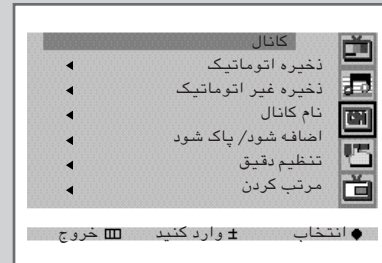 کانال
ذخیره اتوماتیک
ذخیره غیر اتوماتیک
نام کانال
اضافه شود/ پاک شود
تنظیم دقیق
مرتب کردن
انتخاب ± وارد کنید خروج